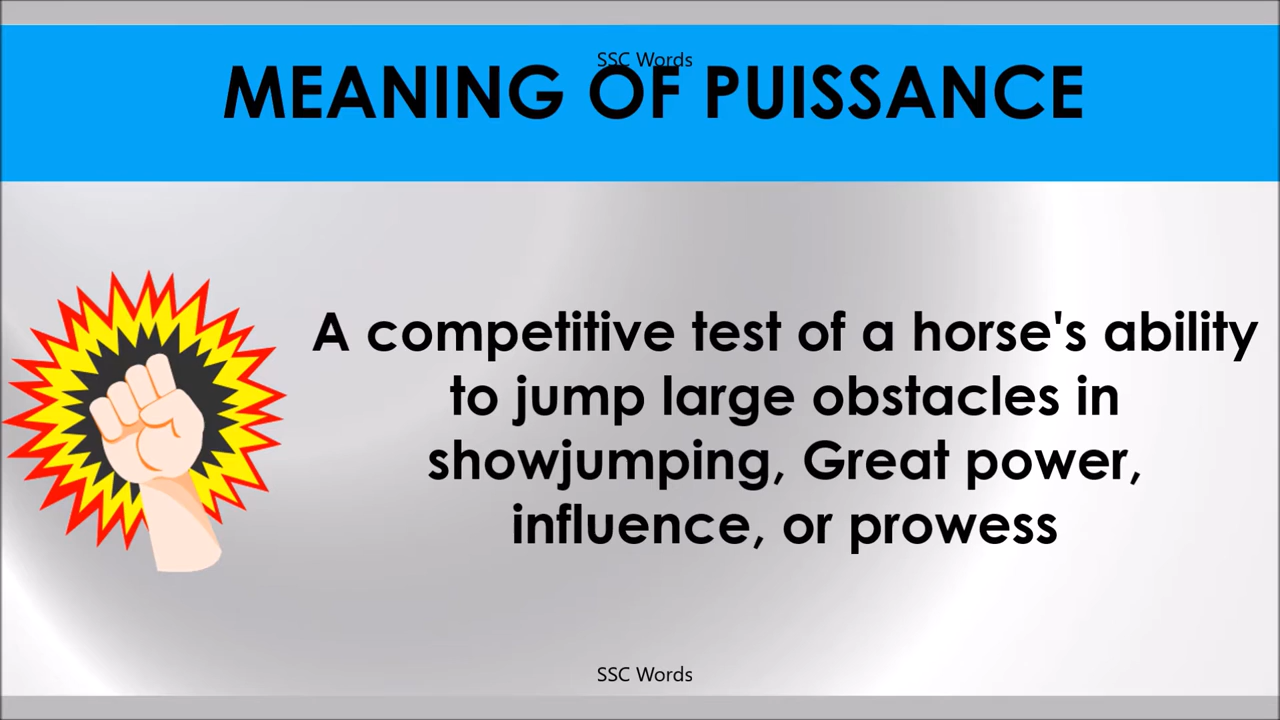 SSC Words
MEANING OF PUISSANCE
A competitive test of a horse's ability
to jump large obstacles in
showjumping, Great power,
influence, or prowess
SSC Words